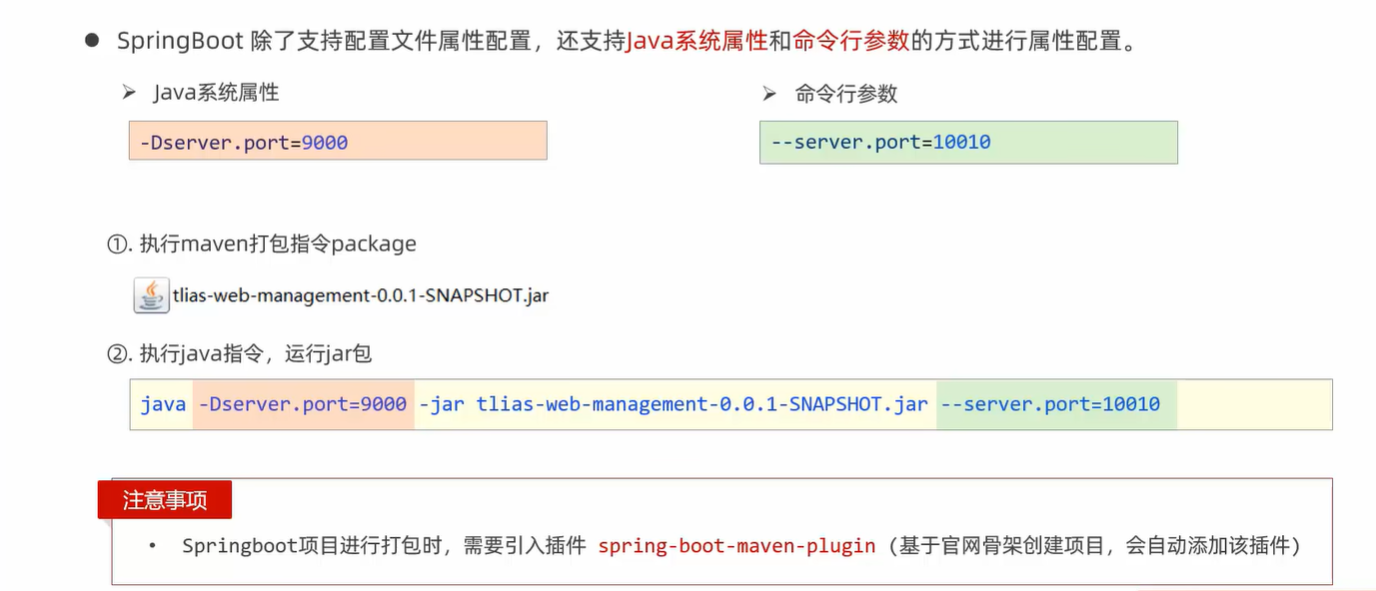 ● SpringBoot 除了支持配置文件属性配置，还支持Java系统属性和命令行参数的方式进行属性配置。
➢ Java系统属性
➢ 命令行参数
-Dserver.port=9000
--server.port=10010
①. 执行maven打包指令package
tlias-web-management-0.0.1-SNAPSHOT.jar
②. 执行java指令，运行jar包
java -Dserver.port=9000 -jar tlias-web-management-0.0.1-SNAPSHOT.jar --server.port=10010
注意事项
• Springboot项目进行打包时，需要引入插件 spring-boot-maven-plugin (基于官网骨架创建项目，会自动添加该插件)